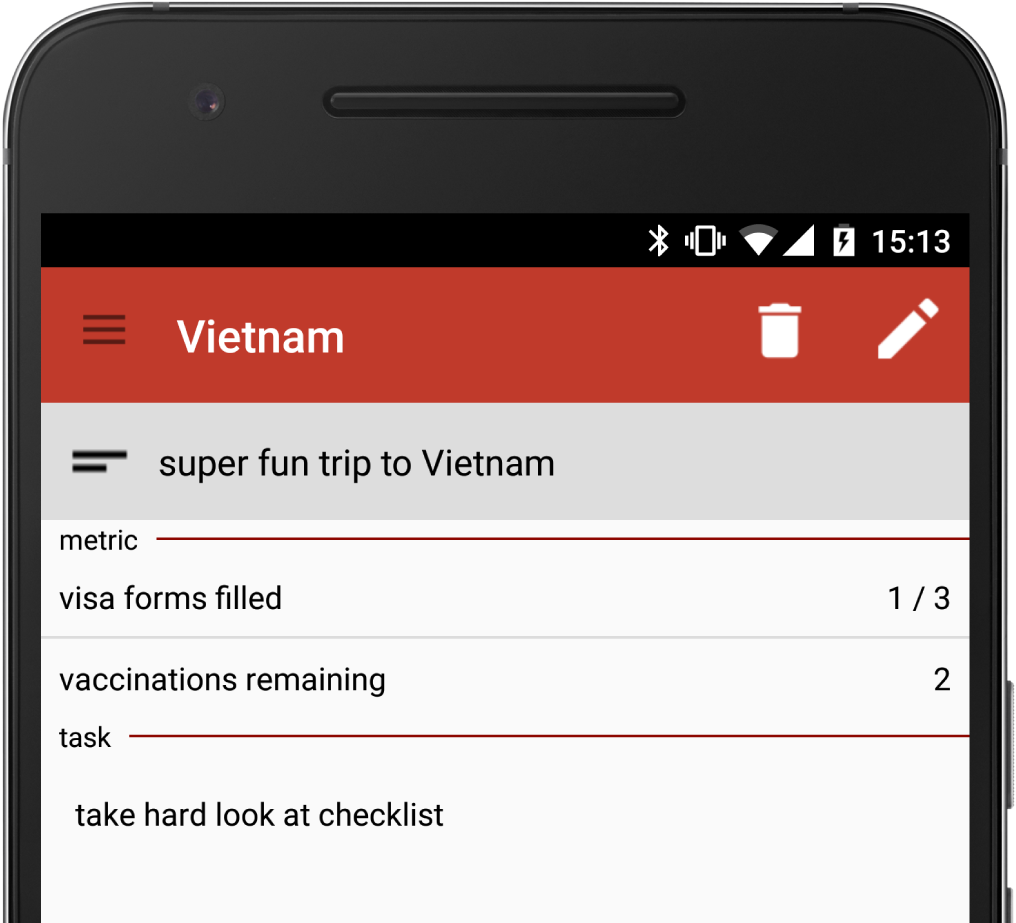 15:13
Vietnam
super fun trip to Vietnam
metric
visa forms filled 1 / 3
vaccinations remaining 2
task
take hard look at checklist